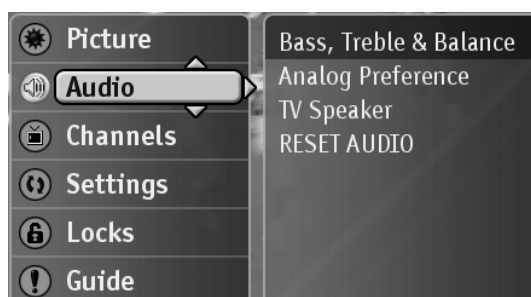 Picture
Audio
Channels
Settings
Locks
Guide
Bass, Treble & Balance
Analog Preference
TV Speaker
RESET AUDIO